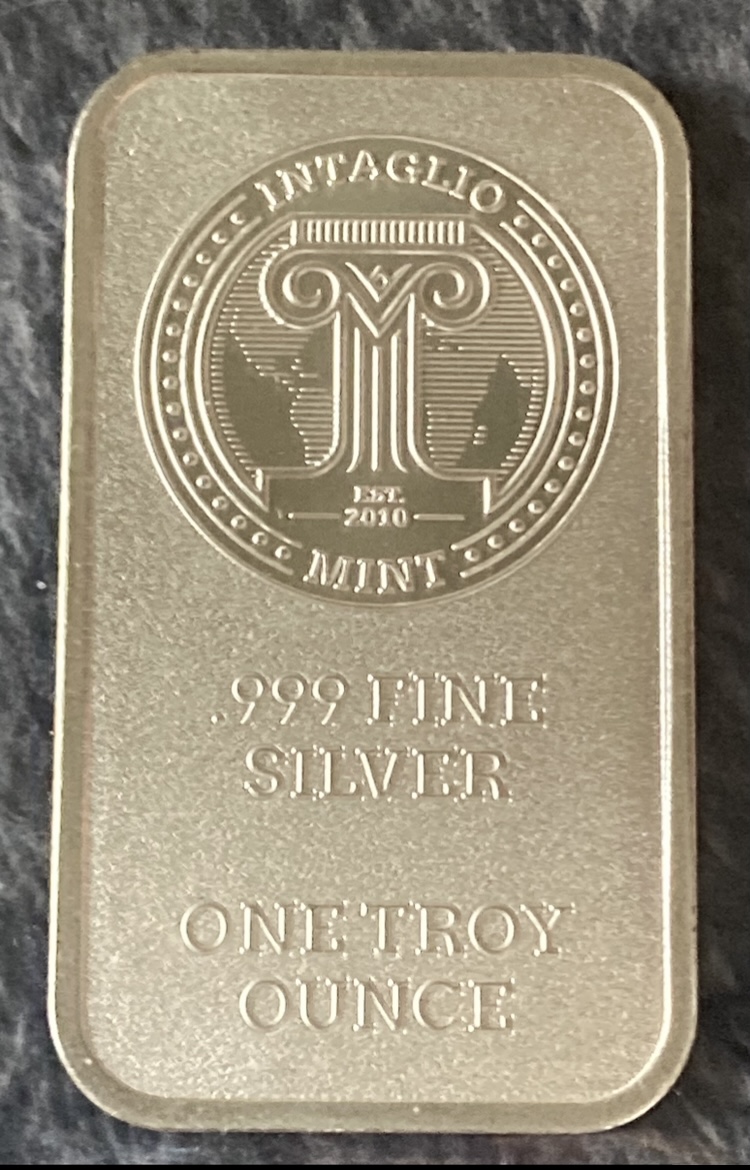 INTAGLIO
EST.
2010
MINT
.999 FINE
SILVER
ONE TROY
OUNCE